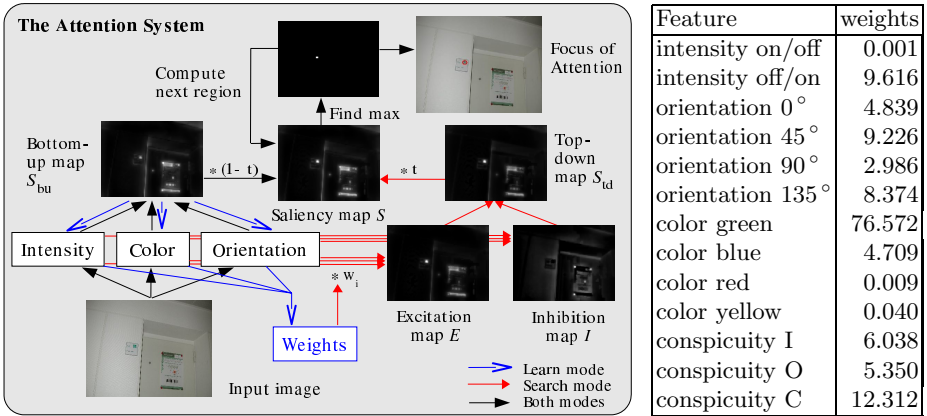 The Attention System
Compute
next region
Focus of
Attention
Find max
Bottom-
up map
S_bu
* (1- t)
* t
Top-
down
map S_td
Saliency map S
Intensity
Color
Orientation
* w_i
Excitation
map E
Inhibition
map I
Weights
Input image
Learn mode
Search mode
Both modes
Feature weights
intensity on/off 0.001
intensity off/on 9.616
orientation 0° 4.839
orientation 45° 9.226
orientation 90° 2.986
orientation 135° 8.374
color green 76.572
color blue 4.709
color red 0.009
color yellow 0.040
conspicuity I 6.038
conspicuity O 5.350
conspicuity C 12.312